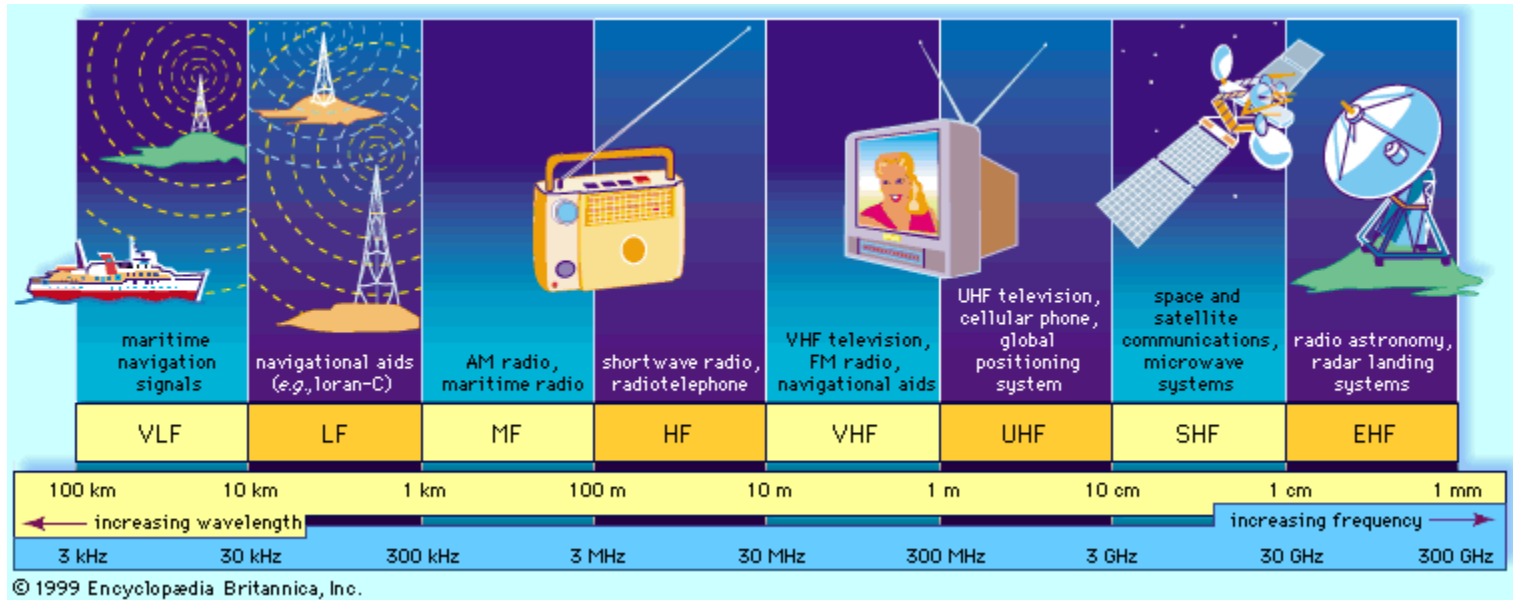 maritime
navigation
signals
navigational aids
(e.g., loran-C)
AM radio,
maritime radio
shortwave radio,
radiotelephone
VHF television,
FM radio,
navigational aids
UHF television,
cellular phone,
global
positioning
system
space and
satellite
communications,
microwave
systems
radio astronomy,
radar landing
systems
VLF LF MF HF VHF UHF SHF EHF
100 km 10 km 1 km 100 m 10 m 1 m 10 cm 1 cm 1 mm
increasing wavelength increasing frequency
3 kHz 30 kHz 300 kHz 3 MHz 30 MHz 300 MHz 3 GHz 30 GHz 300 GHz
© 1999 Encyclopædia Britannica, Inc.